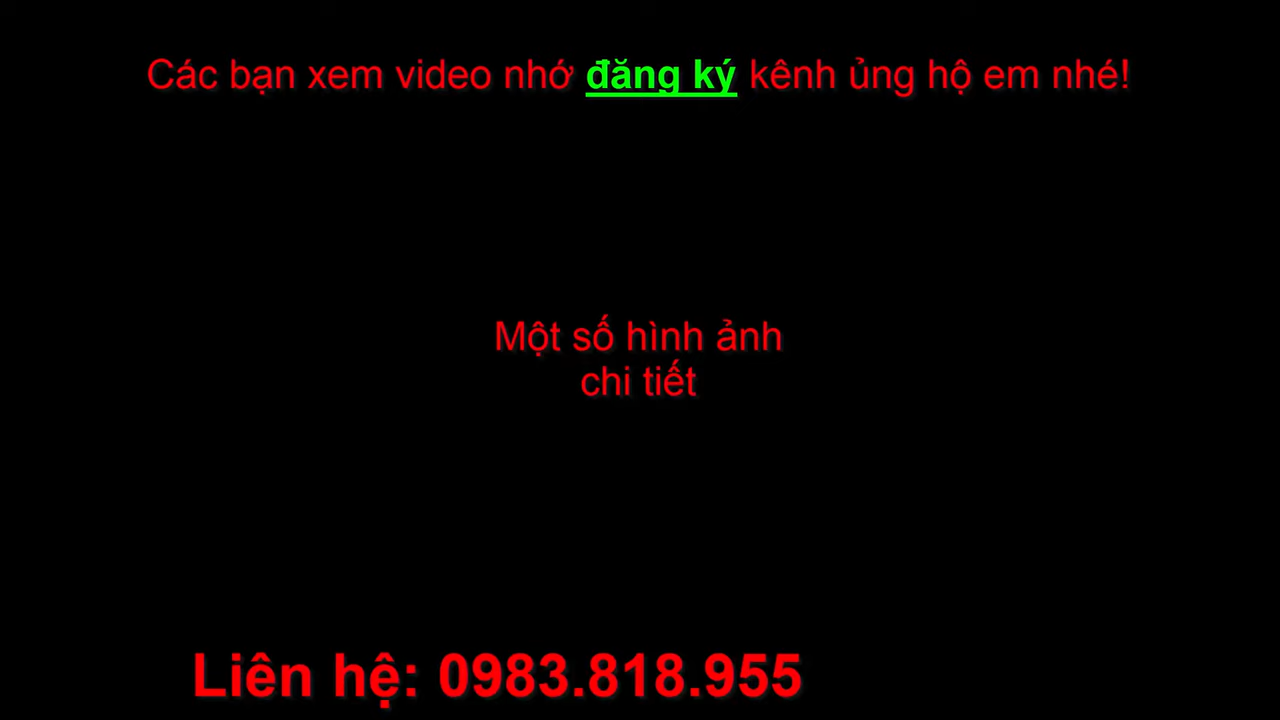 Các bạn xem video nhớ đăng ký kênh ủng hộ em nhé!
Một số hình ảnh
chi tiết
Liên hệ: 0983.818.955